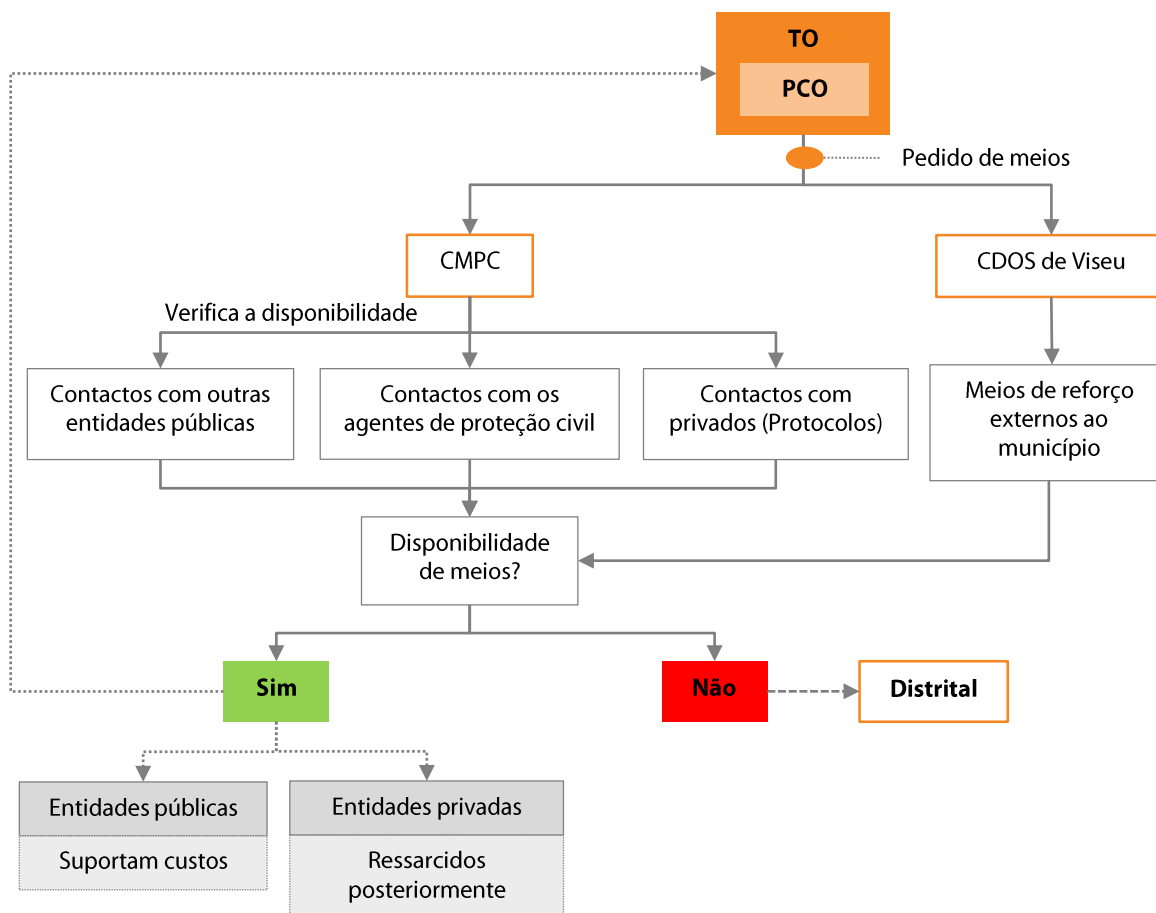 TO
PCO
Pedido de meios
CMPC
CDOS de Viseu
Verifica a disponibilidade
Contactos com outras
entidades públicas
Contactos com os
agentes de proteção civil
Contactos com
privados (Protocolos)
Meios de reforço
externos ao
município
Disponibilidade
de meios?
Sim
Não
Distrital
Entidades públicas
Suportam custos
Entidades privadas
Ressarcidos
posteriormente